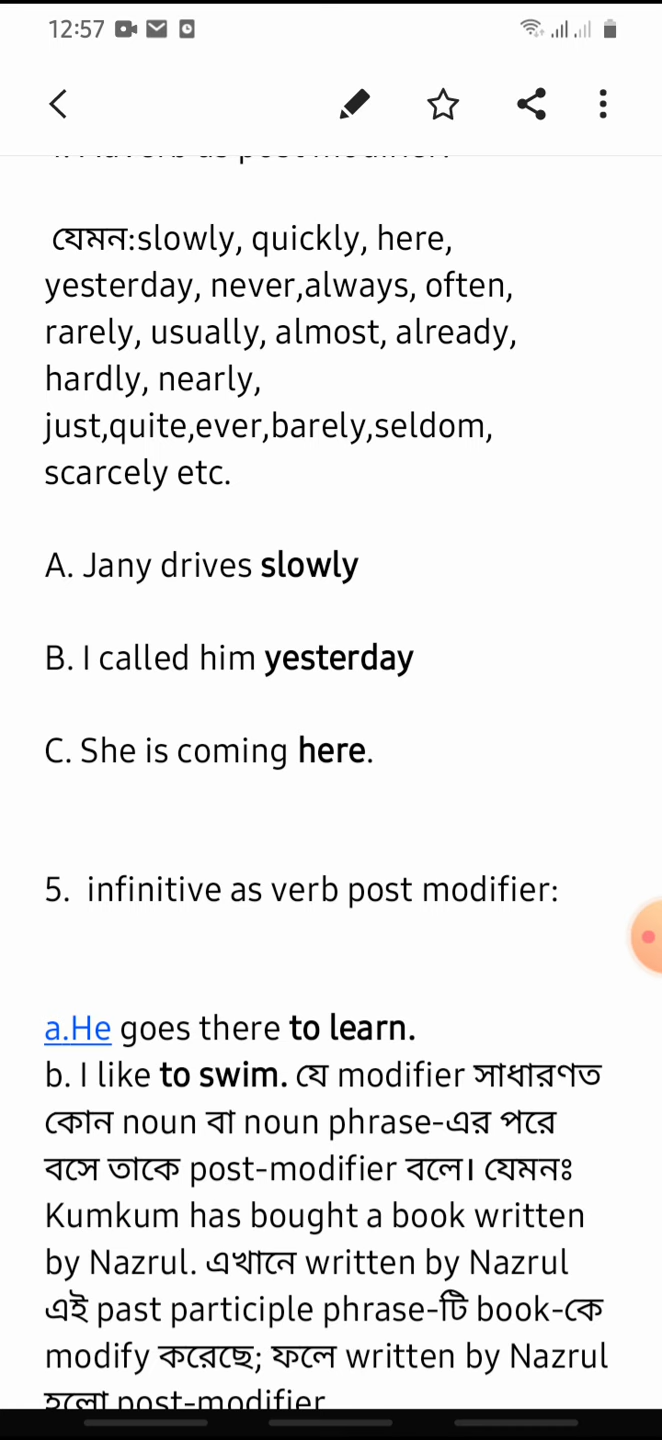 12:57
যেমন:slowly, quickly, here,
yesterday, never,always, often,
rarely, usually, almost, already,
hardly, nearly,
just,quite,ever,barely,seldom,
scarcely etc.
A. Jany drives slowly
B. I called him yesterday
C. She is coming here.
5. infinitive as verb post modifier:
a.He goes there to learn.
b. I like to swim. যে modifier সাধারণত
কোন noun বা noun phrase-এর পরে
বসে তাকে post-modifier বলে। যেমনঃ
Kumkum has bought a book written
by Nazrul. এখানে written by Nazrul
এই past participle phrase-টি book-কে
modify করেছে; ফলে written by Nazrul
হলো post-modifier